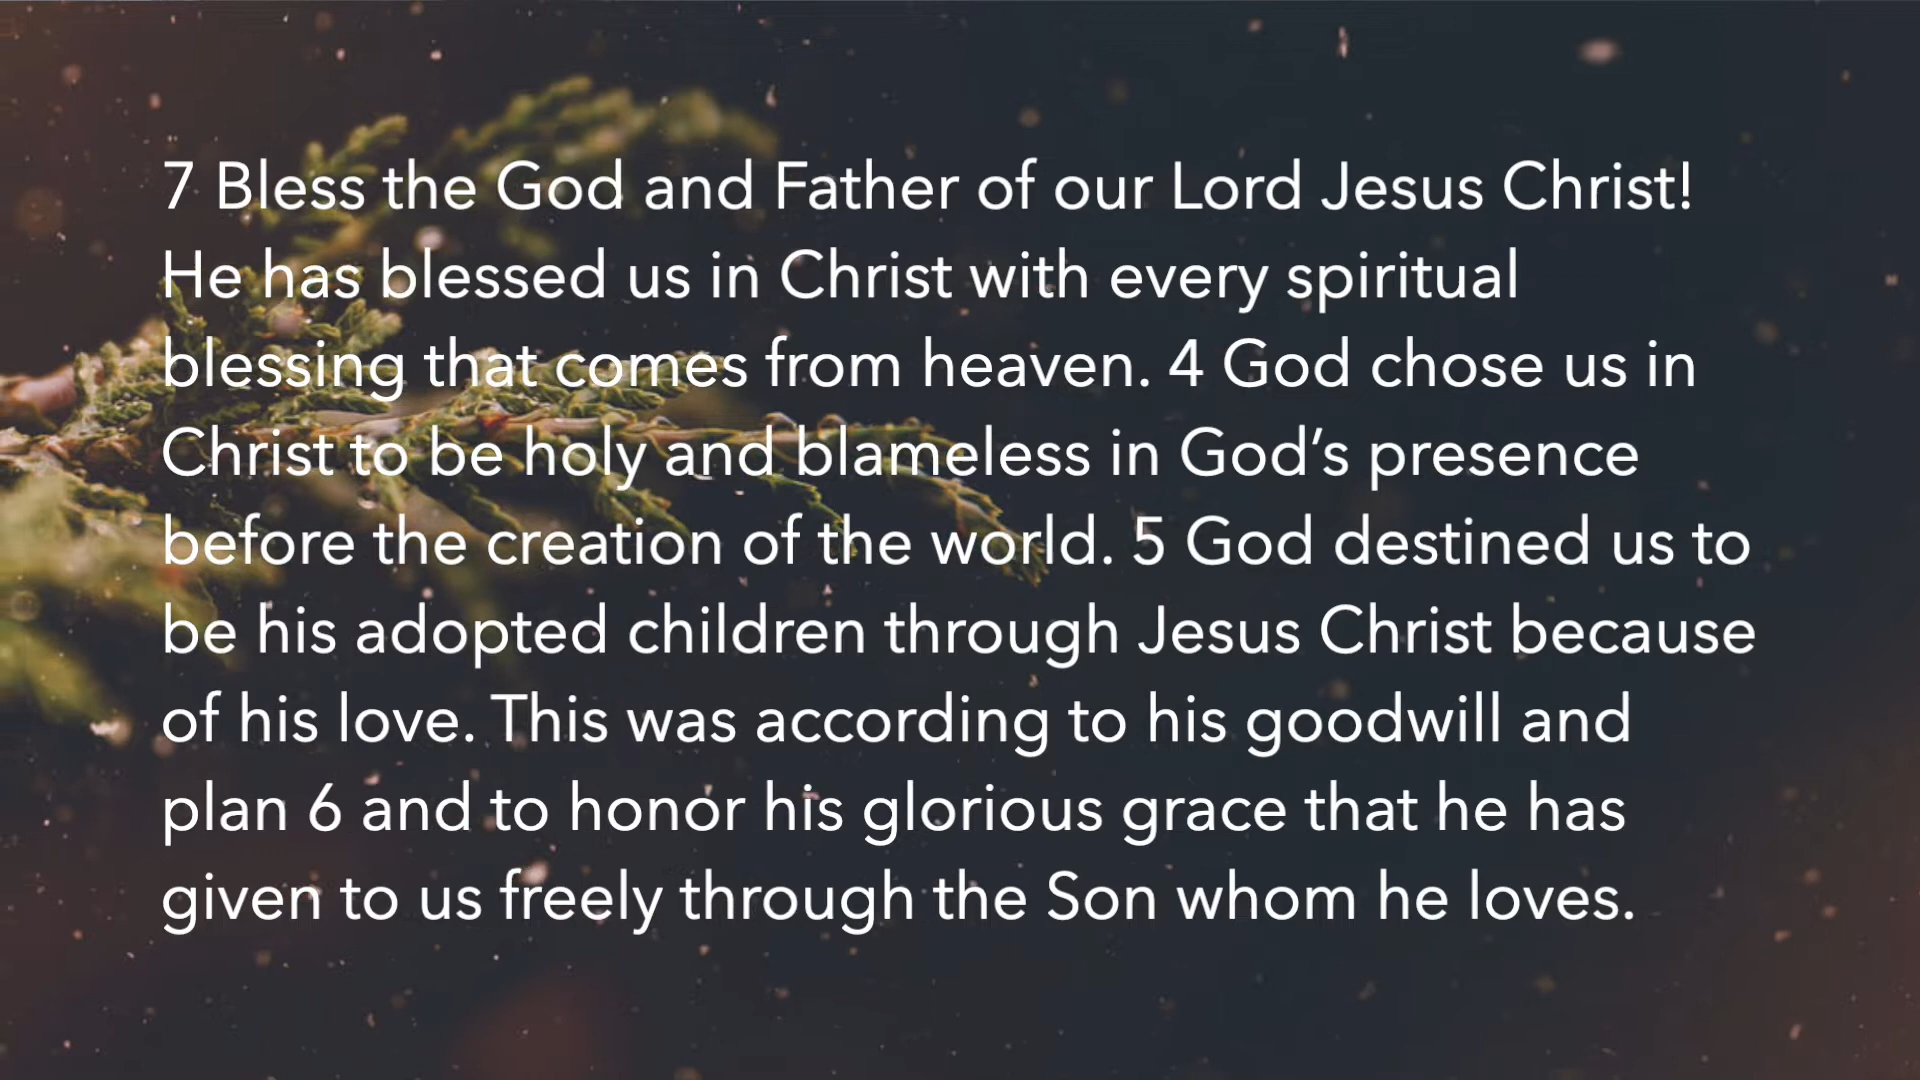 7 Bless the God and Father of our Lord Jesus Christ!
He has blessed us in Christ with every spiritual
blessing that comes from heaven. 4 God chose us in
Christ to be holy and blameless in God’s presence
before the creation of the world. 5 God destined us to
be his adopted children through Jesus Christ because
of his love. This was according to his goodwill and
plan 6 and to honor his glorious grace that he has
given to us freely through the Son whom he loves.